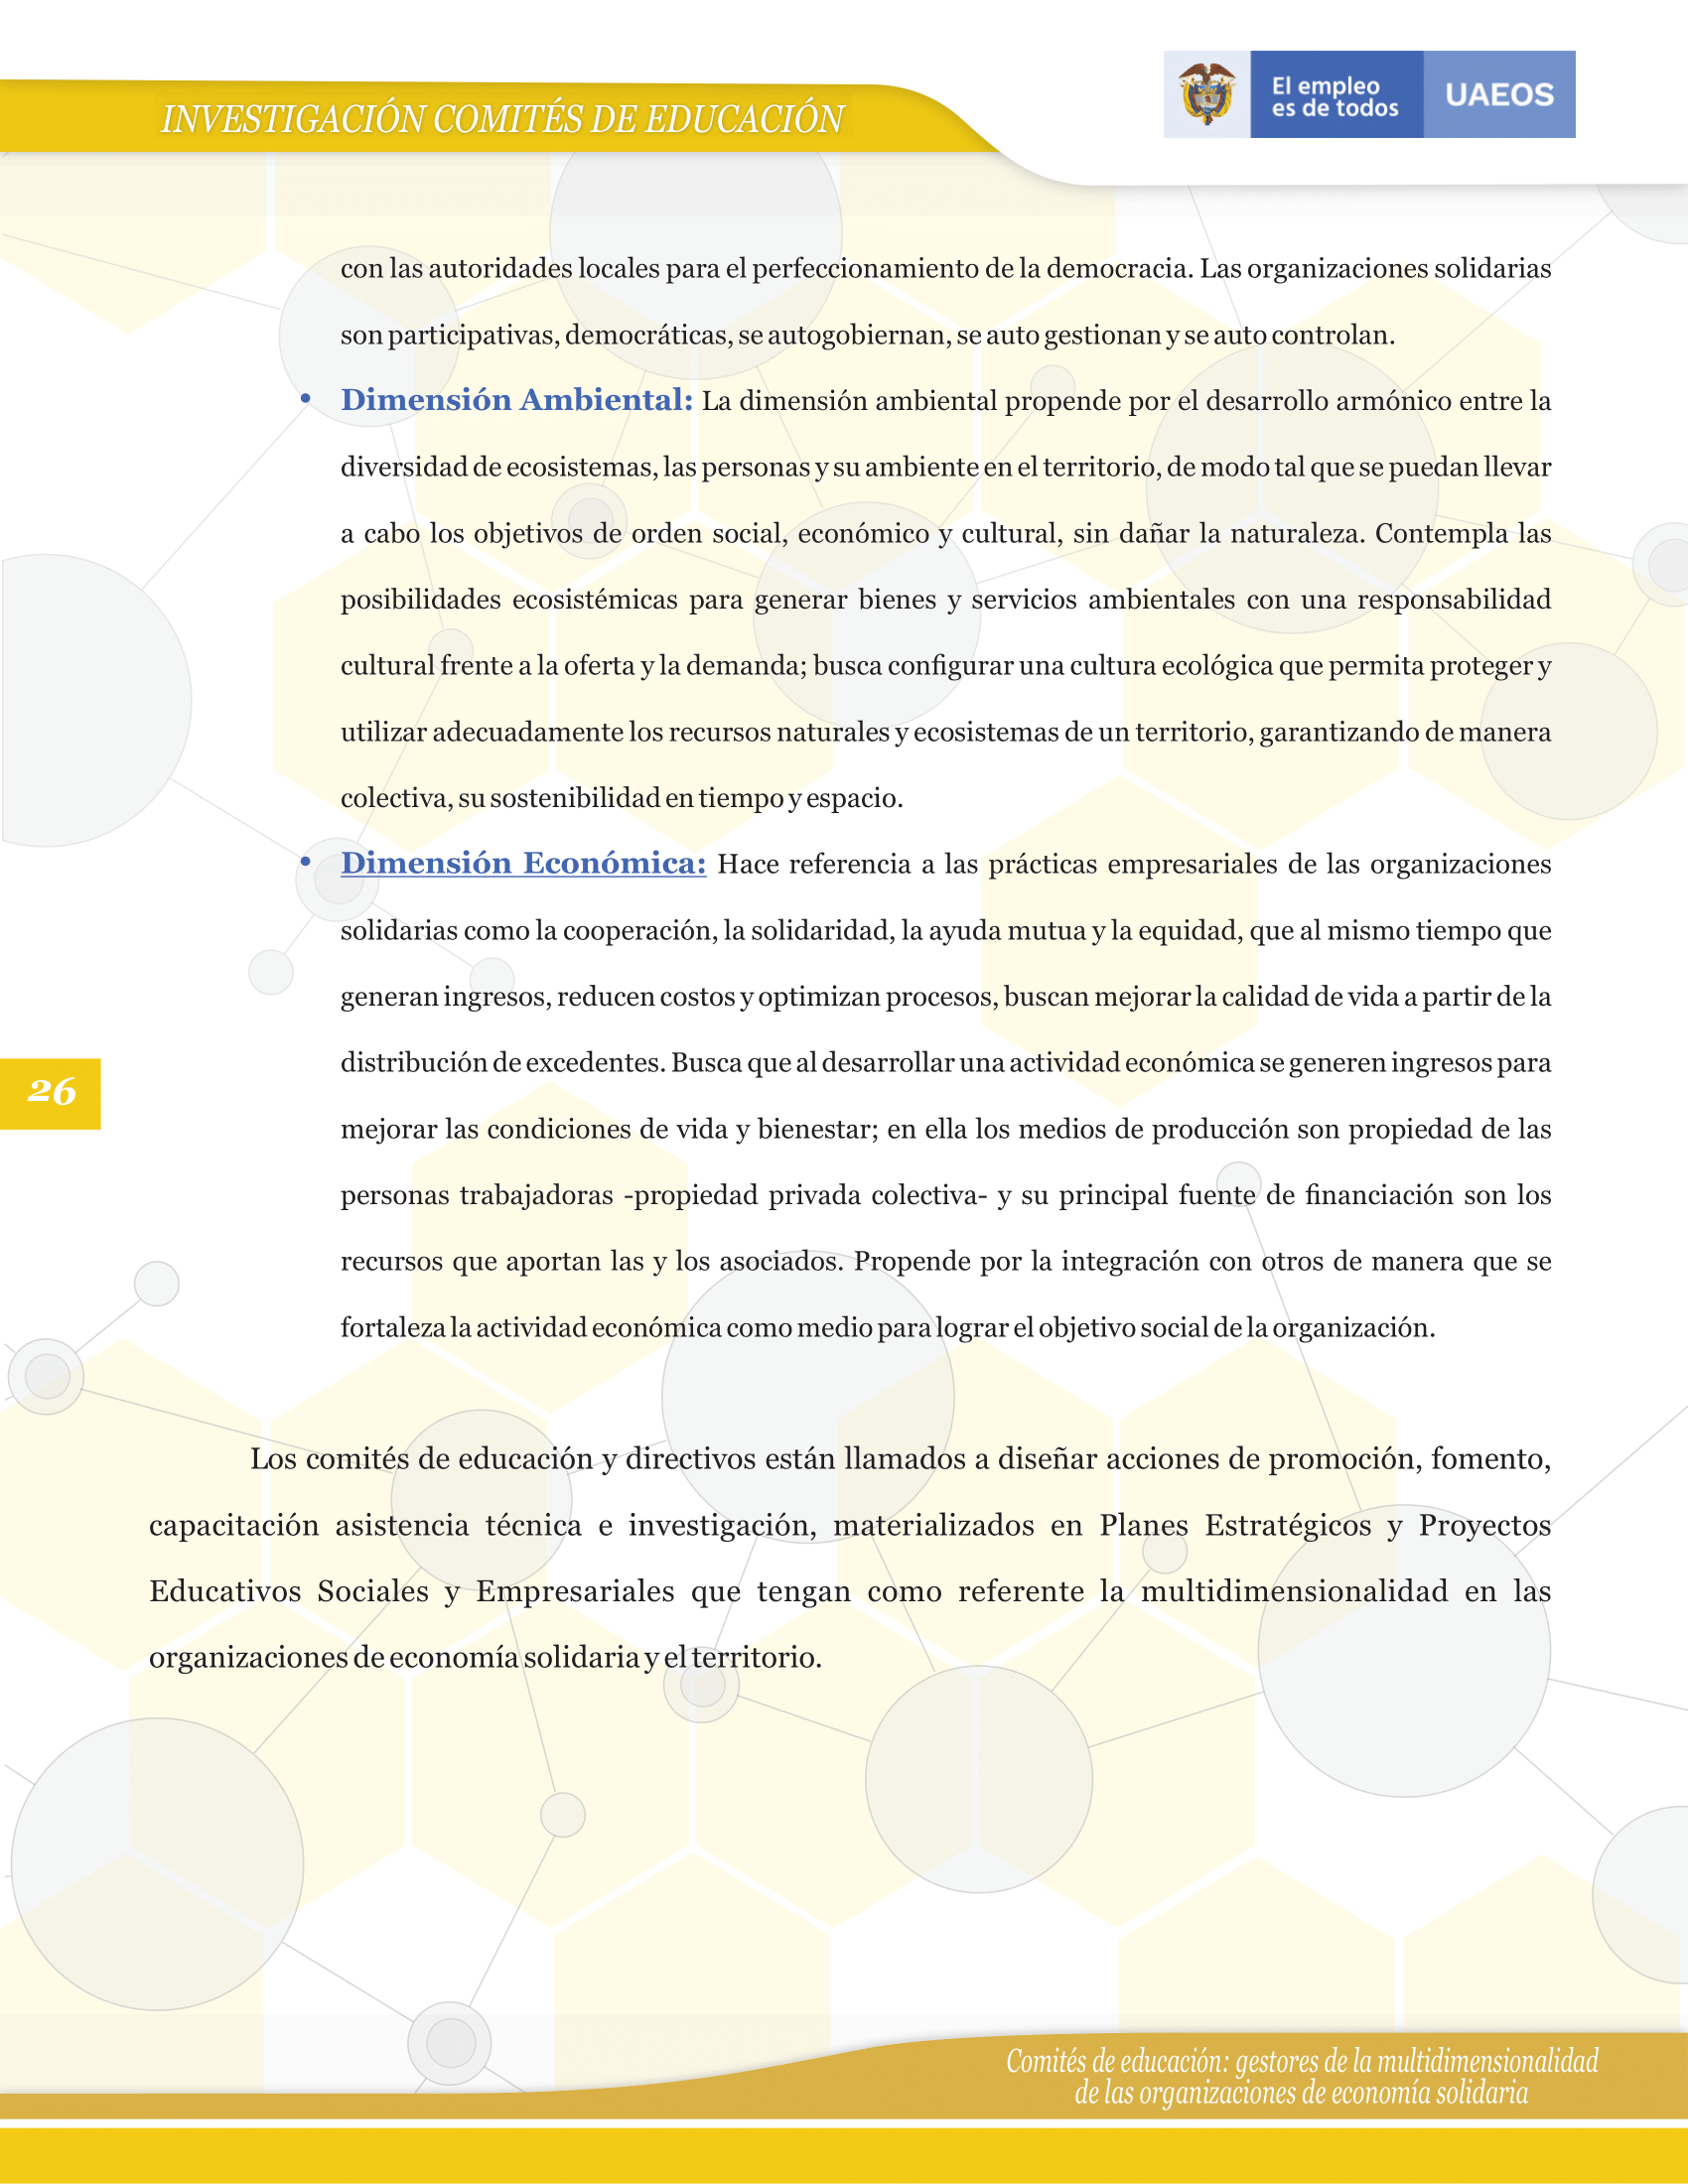 INVESTIGACIÓN COMITÉS DE EDUCACIÓN
El empleo
es de todos
UAEOS
con las autoridades locales para el perfeccionamiento de la democracia. Las organizaciones solidarias
son participativas, democráticas, se autogobiernan, se auto gestionan y se auto controlan.
• Dimensión Ambiental: La dimensión ambiental propende por el desarrollo armónico entre la
diversidad de ecosistemas, las personas y su ambiente en el territorio, de modo tal que se puedan llevar
a cabo los objetivos de orden social, económico y cultural, sin dañar la naturaleza. Contempla las
posibilidades ecosistémicas para generar bienes y servicios ambientales con una responsabilidad
cultural frente a la oferta y la demanda; busca configurar una cultura ecológica que permita proteger y
utilizar adecuadamente los recursos naturales y ecosistemas de un territorio, garantizando de manera
colectiva, su sostenibilidad en tiempo y espacio.
• Dimensión Económica: Hace referencia a las prácticas empresariales de las organizaciones
solidarias como la cooperación, la solidaridad, la ayuda mutua y la equidad, que al mismo tiempo que
generan ingresos, reducen costos y optimizan procesos, buscan mejorar la calidad de vida a partir de la
distribución de excedentes. Busca que al desarrollar una actividad económica se generen ingresos para
mejorar las condiciones de vida y bienestar; en ella los medios de producción son propiedad de las
personas trabajadoras -propiedad privada colectiva- y su principal fuente de financiación son los
recursos que aportan las y los asociados. Propende por la integración con otros de manera que se
fortaleza la actividad económica como medio para lograr el objetivo social de la organización.
26
Los comités de educación y directivos están llamados a diseñar acciones de promoción, fomento,
capacitación asistencia técnica e investigación, materializados en Planes Estratégicos y Proyectos
Educativos Sociales y Empresariales que tengan como referente la multidimensionalidad en las
organizaciones de economía solidaria y el territorio.
Comités de educación: gestores de la multidimensionalidad
de las organizaciones de economía solidaria